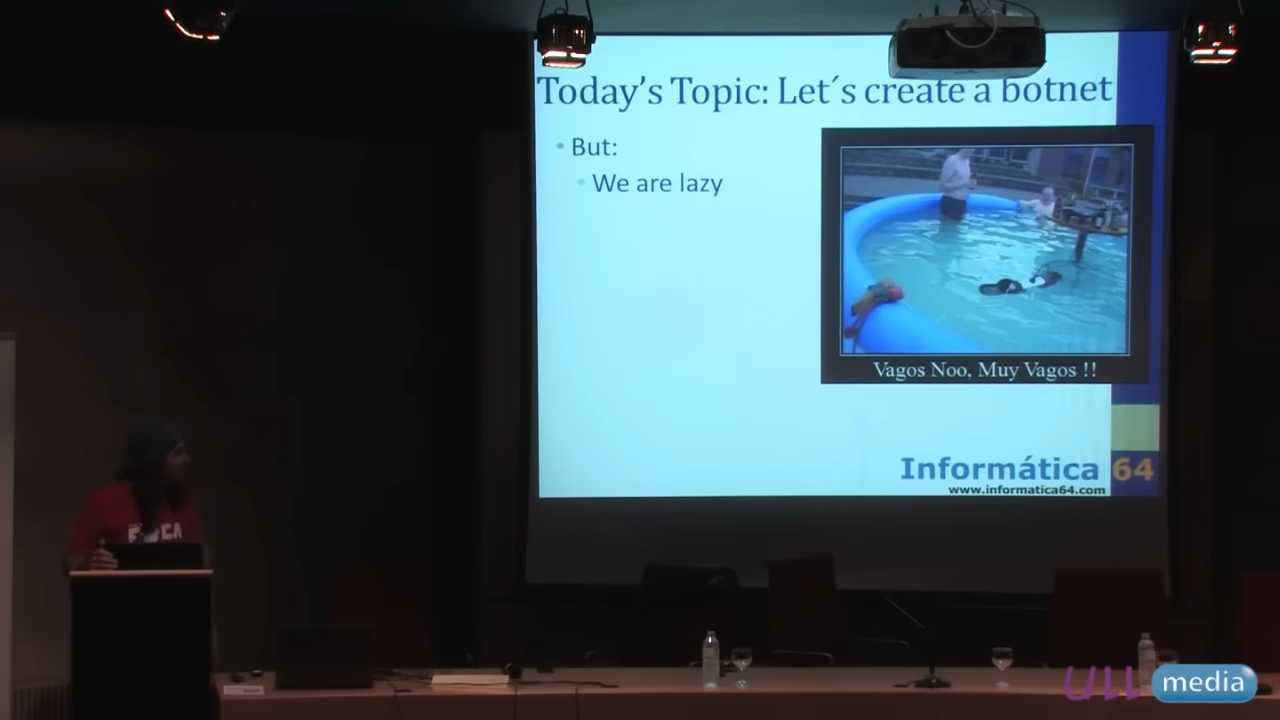 Today's Topic: Let´s create a botnet
• But:
• We are lazy
Vagos Noo, Muy Vagos !!
Informática 64
www.informatica64.com
ULL media